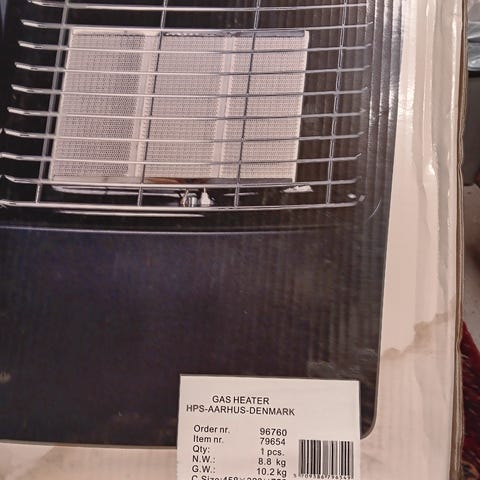 GAS HEATER
HPS-AARHUS-DENMARK
Order nr. 96760
Item nr. 79654
Qty: 1 pcs.
N.W.: 8.8 kg
G.W.: 10.2 kg